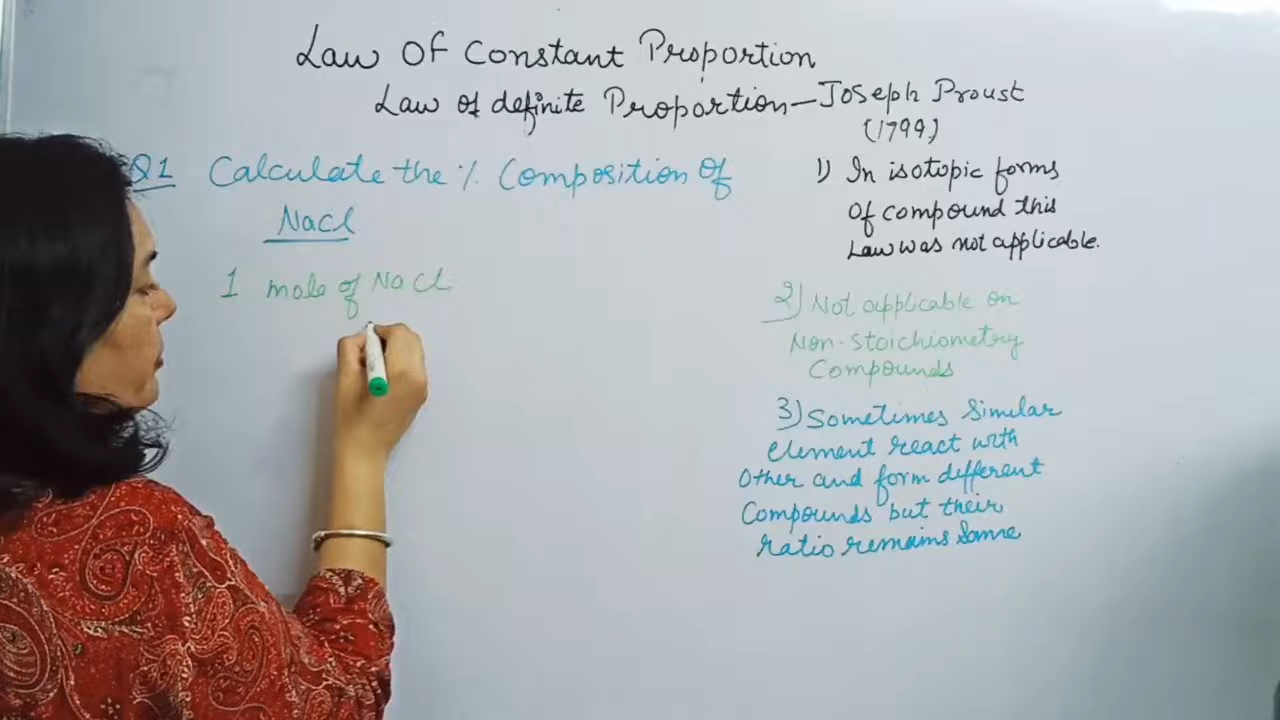 Law Of Constant Proportion
Law of definite Proportion - Joseph Proust
(1799)
Q1 Calculate the % Composition Of
Nacl
1 mole of NaCl
1) In isotopic forms
Of compound this
Law was not applicable.
2) Not applicable on
Non-Stoichiometry
Compounds
3) Sometimes Similar
element react with
Other and form different
Compounds but their
ratio remains Same